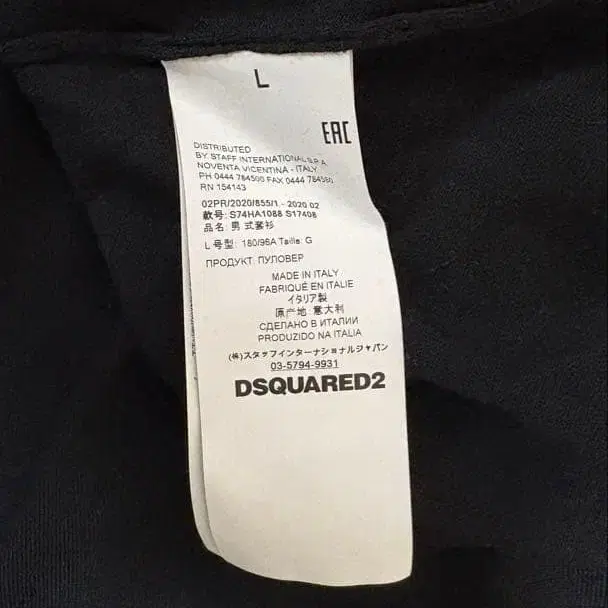 L
EAC
DISTRIBUTED
BY STAFF INTERNATIONAL S.P.A
NOVENTA VICENTINA - ITALY
PH 0444 784500 FAX 0444 784500
RN 154143
02PR/2020/855/1 - 2020 02
款号: S74HA1088 S17408
品名: 男 式套衫
L 号型: 180/96A Taille: G
ПРОДУКТ ПУЛОВЕР
MADE IN ITALY
FABRIQUÉ EN ITALIE
イタリア製
原产地: 意大利
СДЕЛАНО В ИТАЛИИ
PRODUZIDO NA ITALIA
(株)スタッフインターナショナルジャパン
03-5794-9931
DSQUARED2